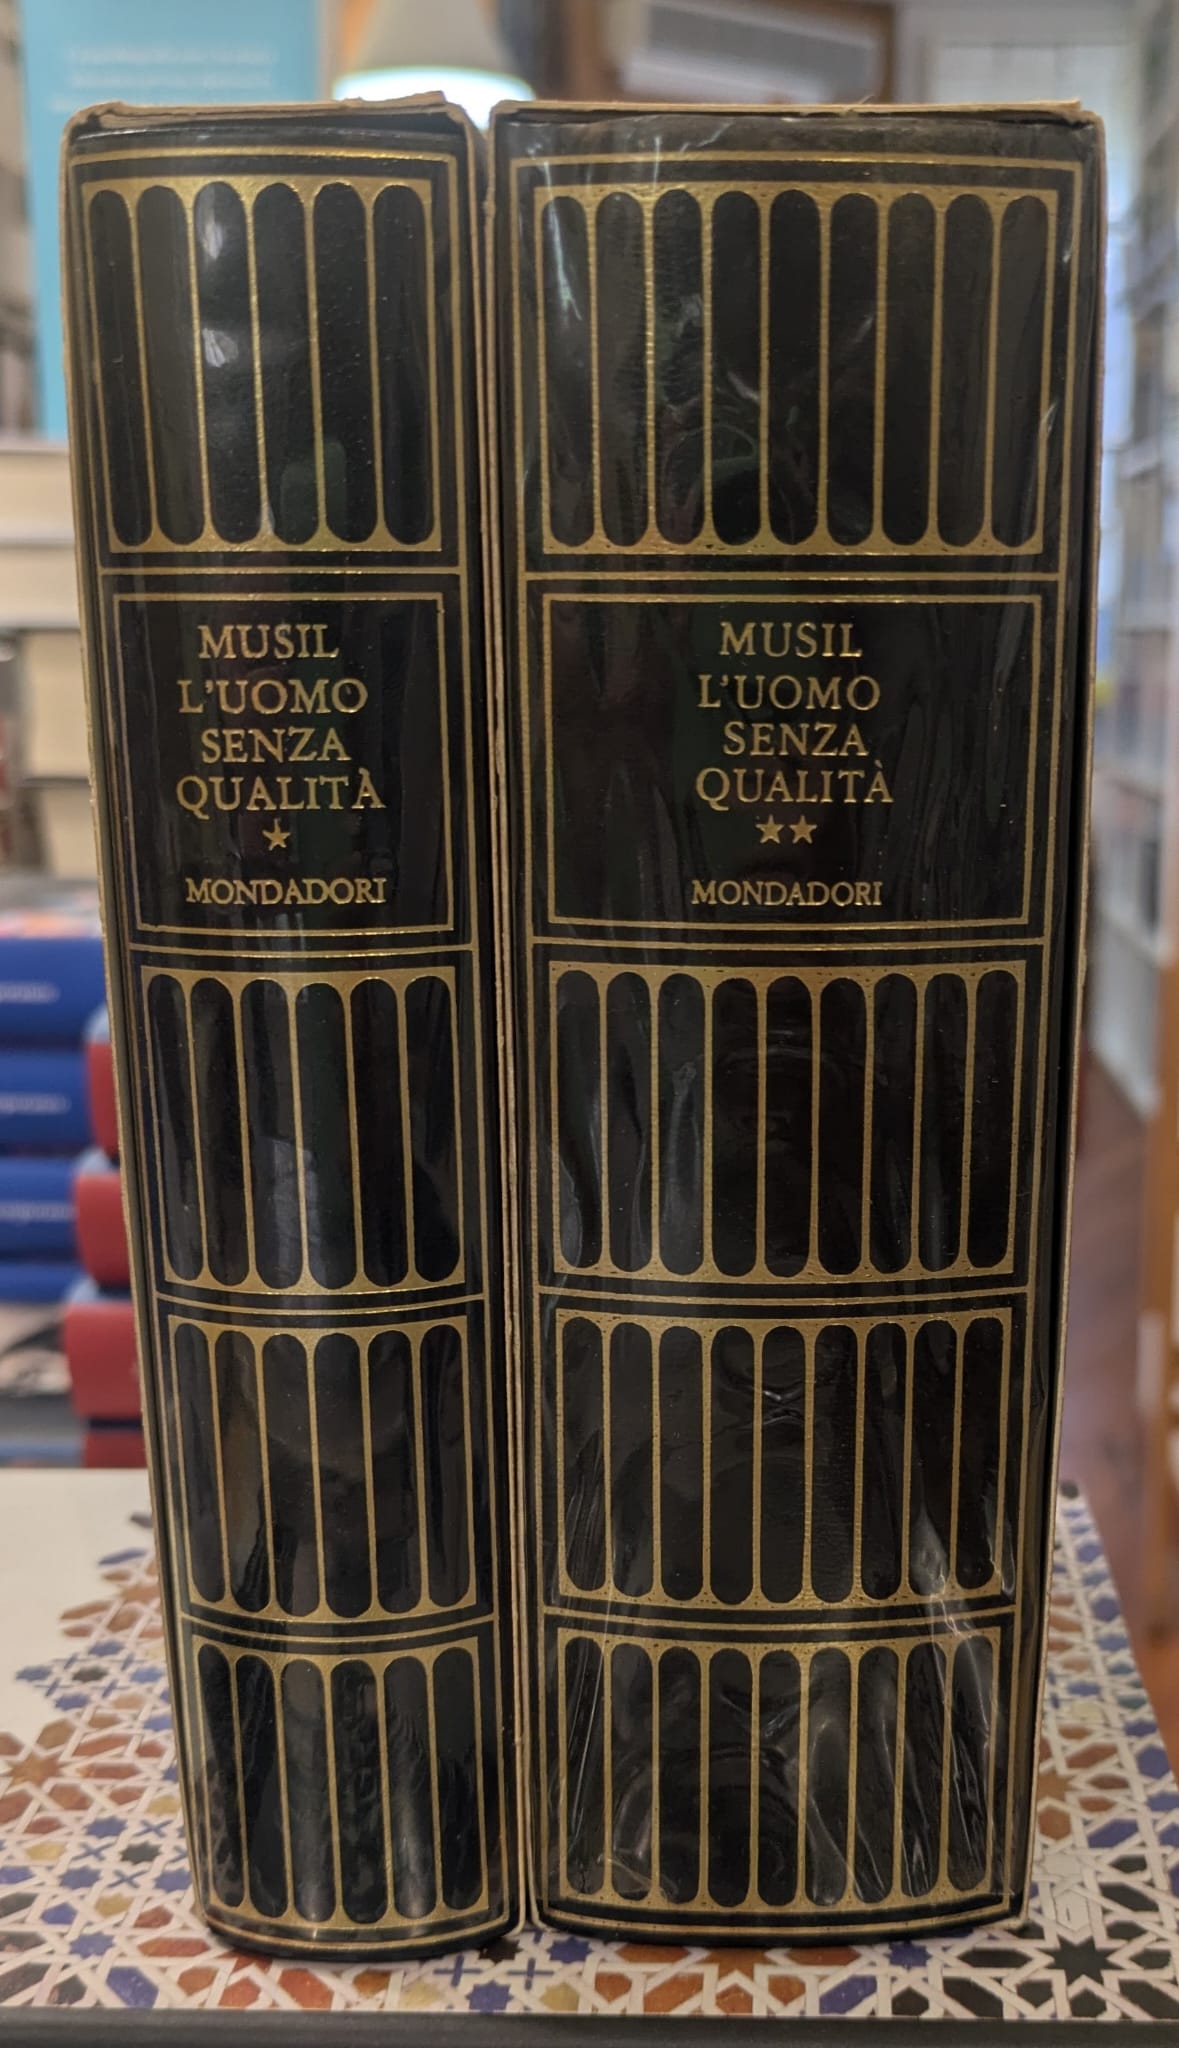 MUSIL
L'UOMO
SENZA
QUALITÀ
★
MONDADORI
MUSIL
L'UOMO
SENZA
QUALITÀ
★★
MONDADORI